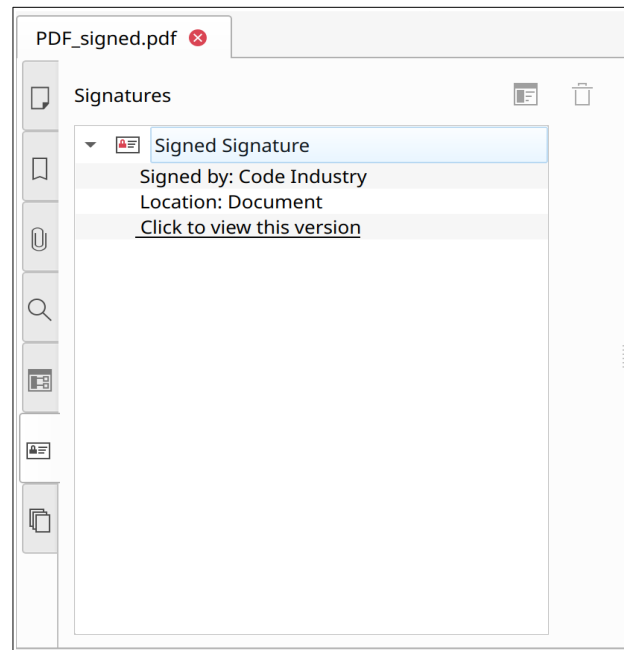 PDF_signed.pdf
Signatures
Signed Signature
Signed by: Code Industry
Location: Document
Click to view this version